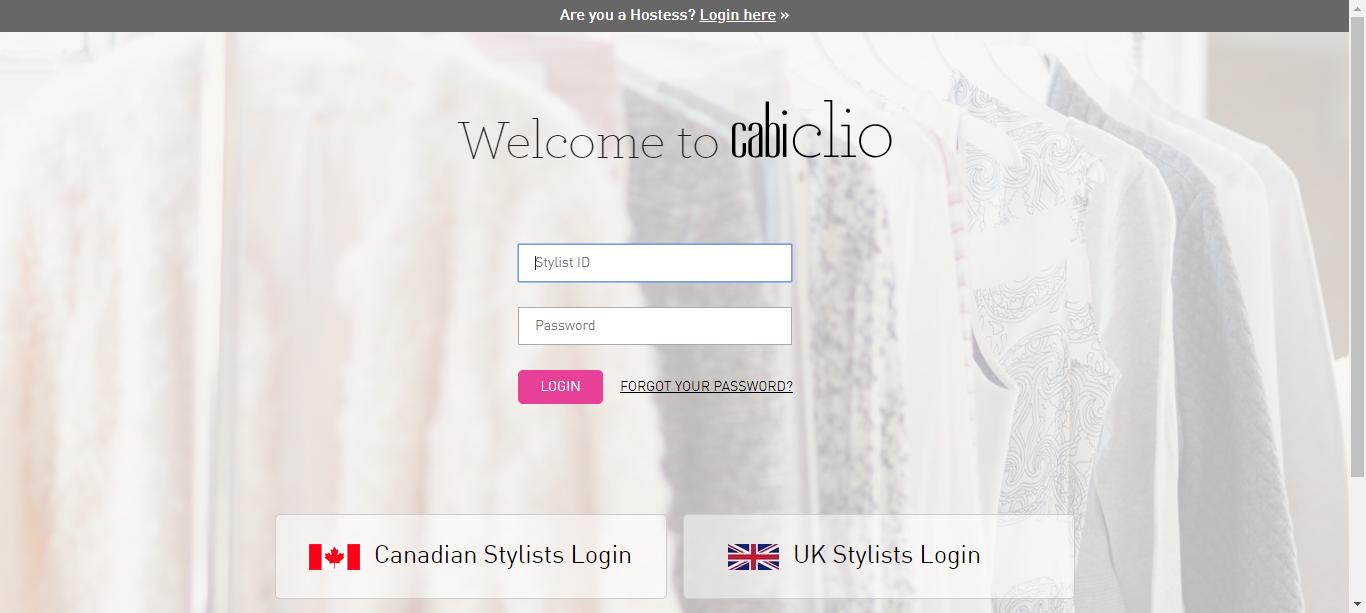 Are you a Hostess? Login here »
Welcome to cabiclio
Stylist ID
Password
LOGIN FORGOT YOUR PASSWORD?
Canadian Stylists Login UK Stylists Login